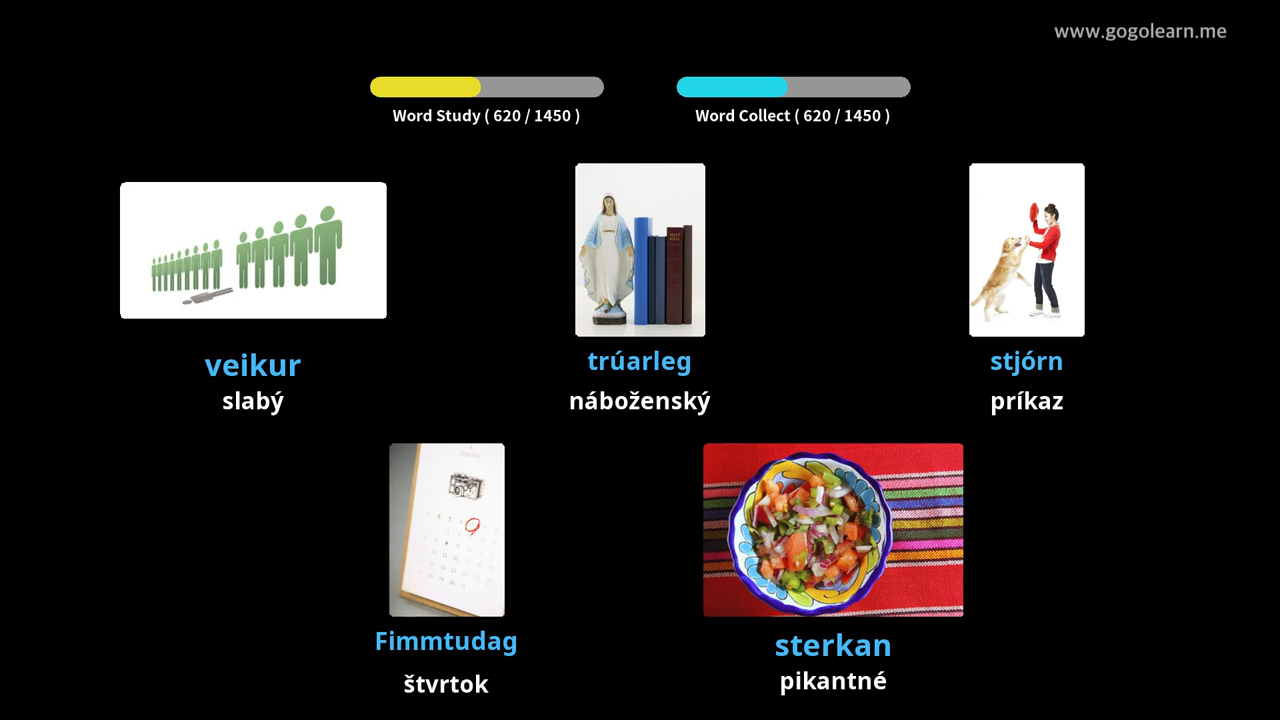 www.gogolearn.me
Word Study ( 620 / 1450 )
Word Collect ( 620 / 1450 )
veikur
slabý
trúarleg
náboženský
stjórn
príkaz
Fimmtudag
štvrtok
sterkan
pikantné